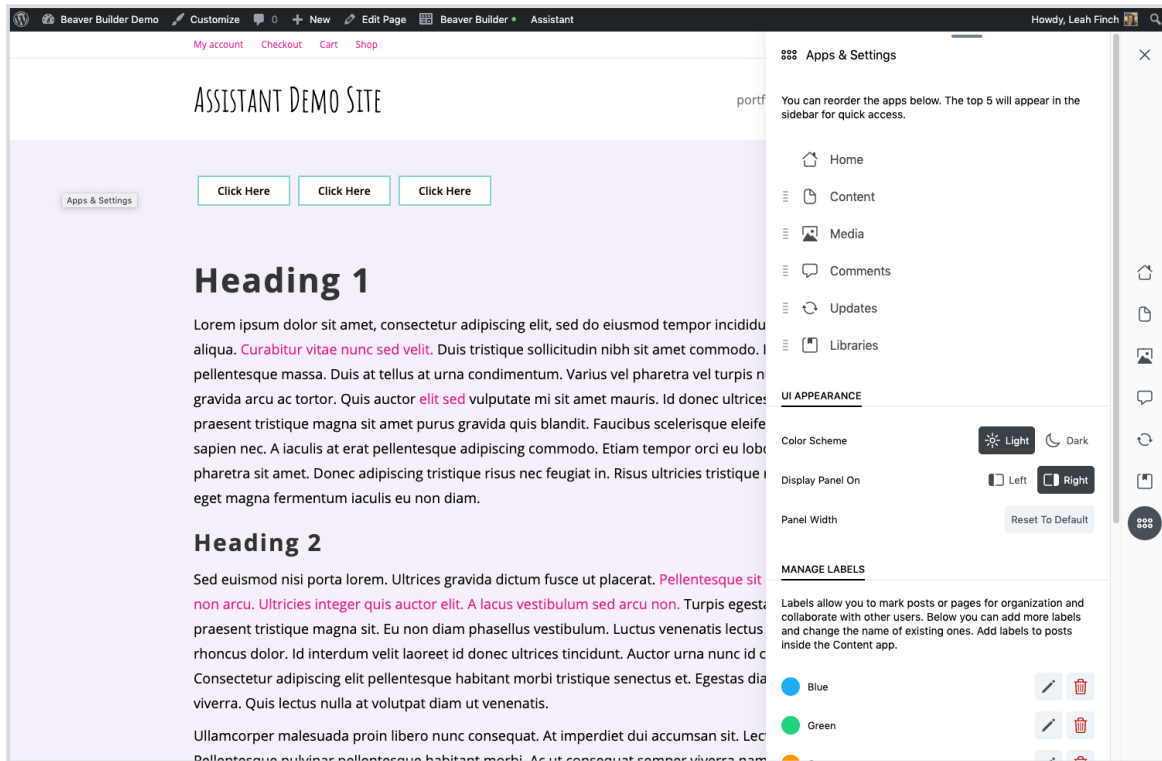 Beaver Builder Demo Customize 0 New Edit Page Beaver Builder Assistant Howdy, Leah Finch
My account Checkout Cart Shop
Assistant Demo Site
portf
Click Here Click Here Click Here
Apps & Settings
Heading 1
Lorem ipsum dolor sit amet, consectetur adipiscing elit, sed do eiusmod tempor incididu
aliqua. Curabitur vitae nunc sed velit. Duis tristique sollicitudin nibh sit amet commodo. I
pellentesque massa. Duis at tellus at urna condimentum. Varius vel pharetra vel turpis n
gravida arcu ac tortor. Quis auctor elit sed vulputate mi sit amet mauris. Id donec ultrices
praesent tristique magna sit amet purus gravida quis blandit. Faucibus scelerisque eleife
sapien nec. A iaculis at erat pellentesque adipiscing commodo. Etiam tempor orci eu lobo
pharetra sit amet. Donec adipiscing tristique risus nec feugiat in. Risus ultricies tristique
eget magna fermentum iaculis eu non diam.
Heading 2
Sed euismod nisi porta lorem. Ultrices gravida dictum fusce ut placerat. Pellentesque sit
non arcu. Ultricies integer quis auctor elit. A lacus vestibulum sed arcu non. Turpis egesta
praesent tristique magna sit. Eu non diam phasellus vestibulum. Luctus venenatis lectus
rhoncus dolor. Id interdum velit laoreet id donec ultrices tincidunt. Auctor urna nunc id c
Consectetur adipiscing elit pellentesque habitant morbi tristique senectus et. Egestas dia
viverra. Quis lectus nulla at volutpat diam ut venenatis.
Ullamcorper malesuada proin libero nunc consequat. At imperdiet dui accumsan sit. Lect
Pellentesque pulvinar pellentesque habitant morbi. Ac ut consequat semper viverra nam
Apps & Settings
You can reorder the apps below. The top 5 will appear in the
sidebar for quick access.
Home
Content
Media
Comments
Updates
Libraries
UI APPEARANCE
Color Scheme Light Dark
Display Panel On Left Right
Panel Width Reset To Default
MANAGE LABELS
Labels allow you to mark posts or pages for organization and
collaborate with other users. Below you can add more labels
and change the name of existing ones. Add labels to posts
inside the Content app.
Blue
Green